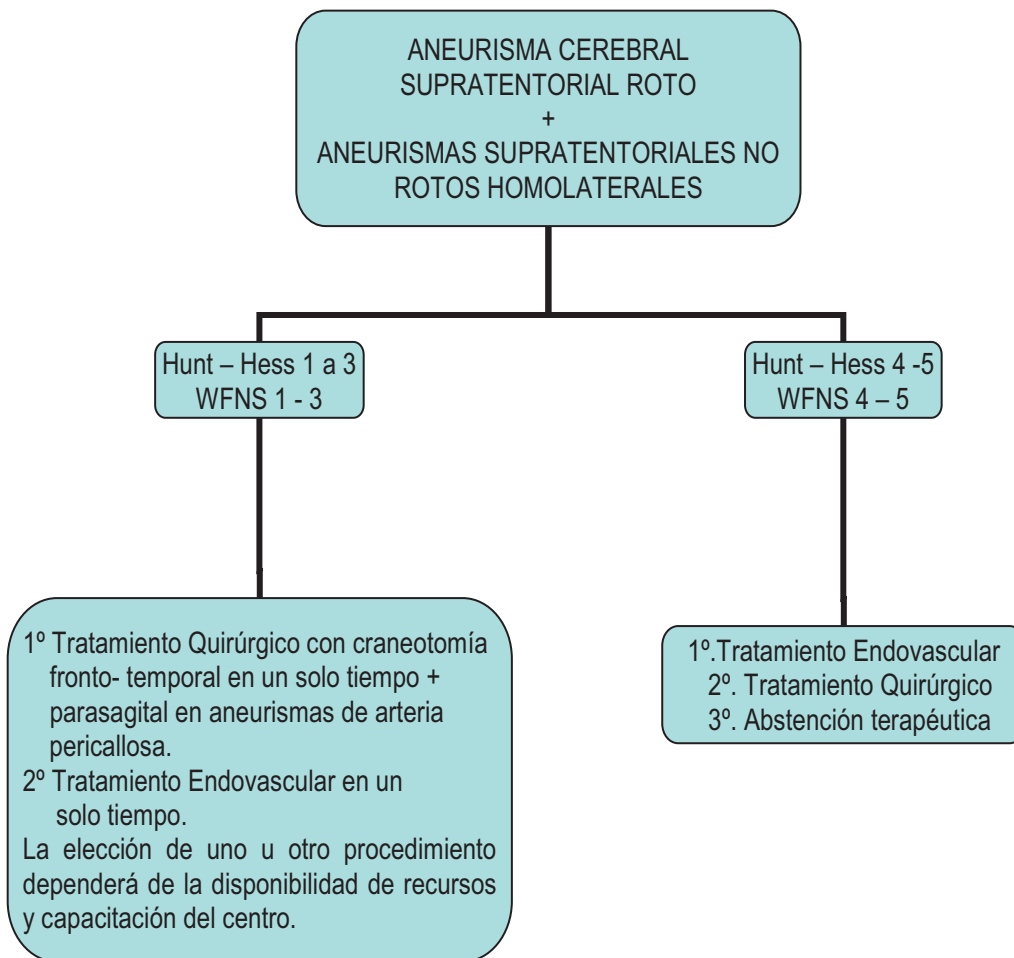 ANEURISMA CEREBRAL
SUPRATENTORIAL ROTO
+
ANEURISMAS SUPRATENTORIALES NO
ROTOS HOMOLATERALES
Hunt – Hess 1 a 3
WFNS 1 - 3
Hunt – Hess 4 -5
WFNS 4 – 5
1º Tratamiento Quirúrgico con craneotomía
fronto- temporal en un solo tiempo +
parasagital en aneurismas de arteria
pericallosa.
2º Tratamiento Endovascular en un
solo tiempo.
La elección de uno u otro procedimiento
dependerá de la disponibilidad de recursos
y capacitación del centro.
1º.Tratamiento Endovascular
2º. Tratamiento Quirúrgico
3º. Abstención terapéutica